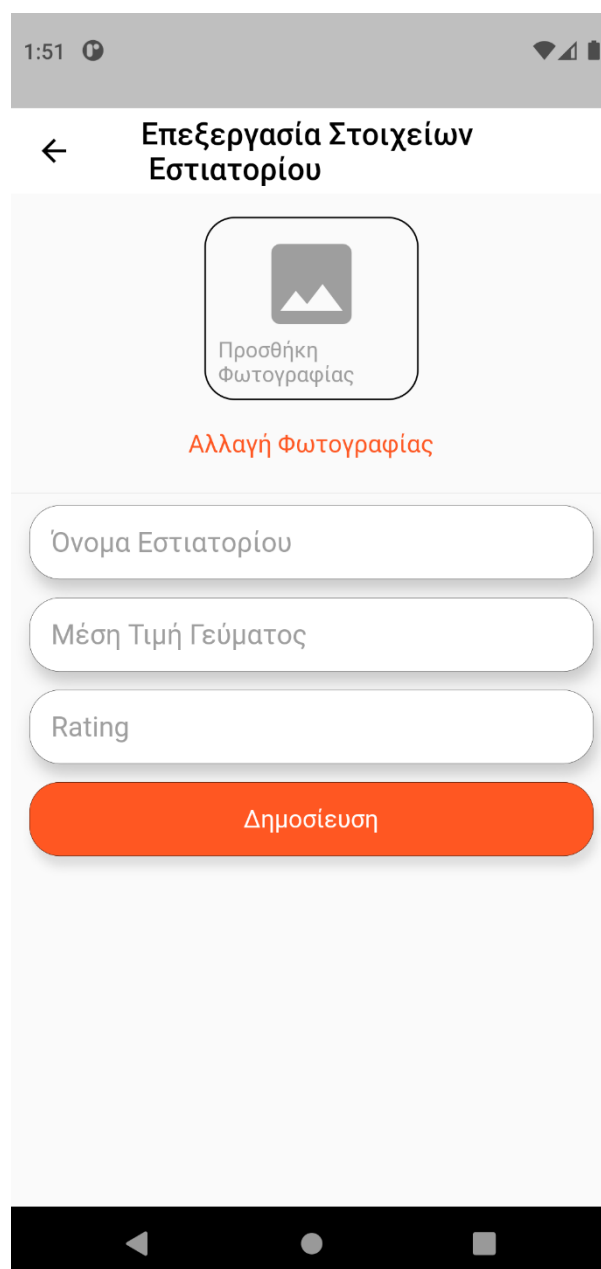 1:51
Επεξεργασία Στοιχείων
Εστιατορίου
Προσθήκη
Φωτογραφίας
Αλλαγή Φωτογραφίας
Όνομα Εστιατορίου
Μέση Τιμή Γεύματος
Rating
Δημοσίευση